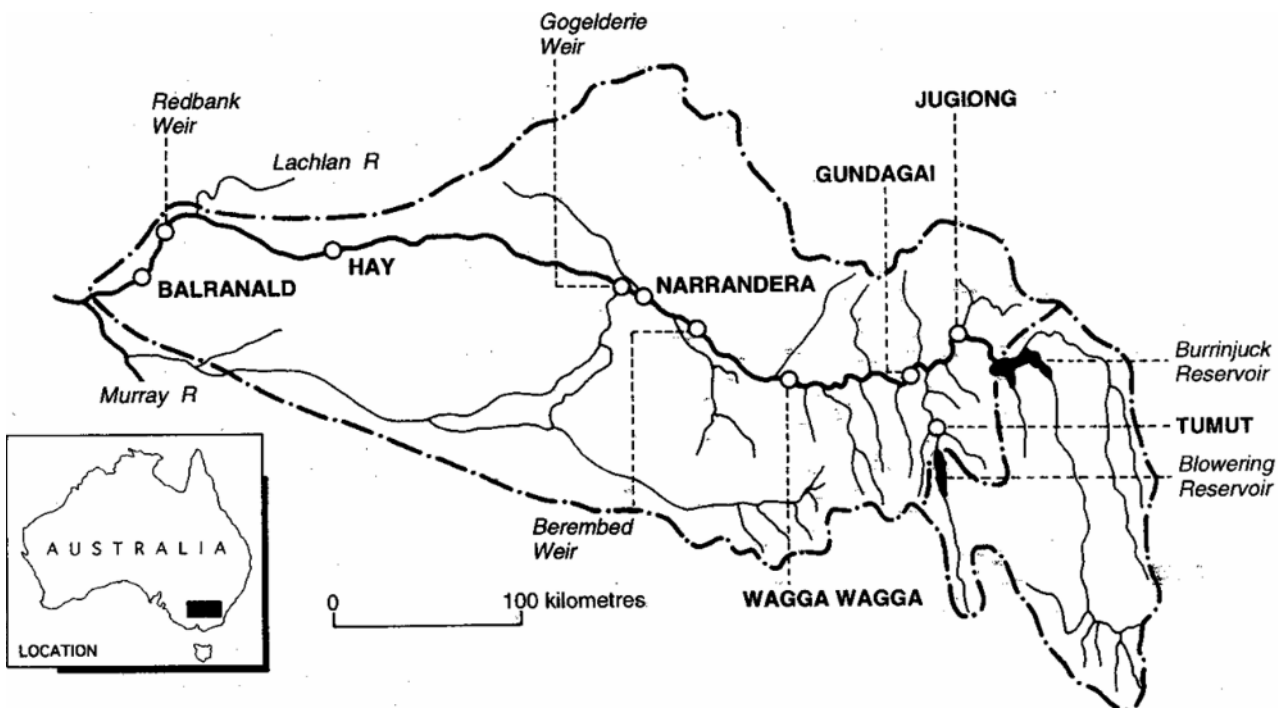 Gogelderie
Weir
JUGIONG
Redbank
Weir
Lachlan R
GUNDAGAI
HAY
NARRANDERA
BALRANALD
Burrinjuck
Reservoir
Murray R
TUMUT
Blowering
Reservoir
Berembed
Weir
AUSTRALIA
0
100 kilometres
WAGGA WAGGA
LOCATION